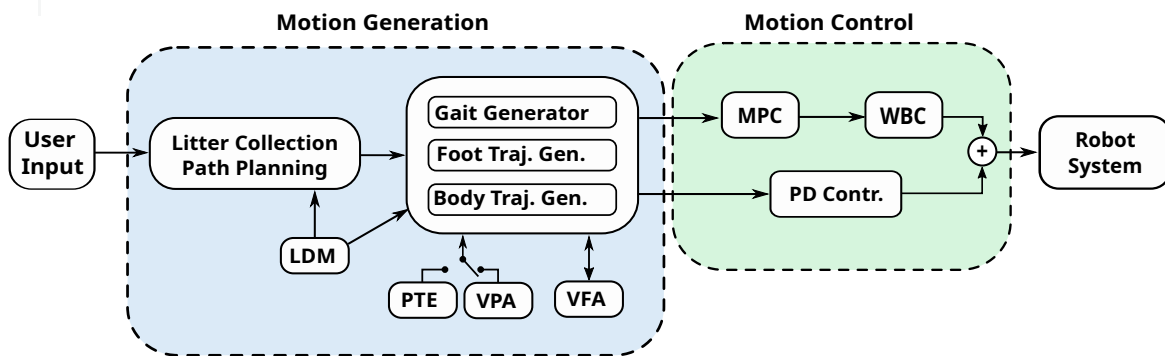 Motion Generation
Motion Control
User
Input
Litter Collection
Path Planning
Gait Generator
Foot Traj. Gen.
Body Traj. Gen.
LDM
PTE
VPA
VFA
MPC
WBC
+
PD Contr.
Robot
System